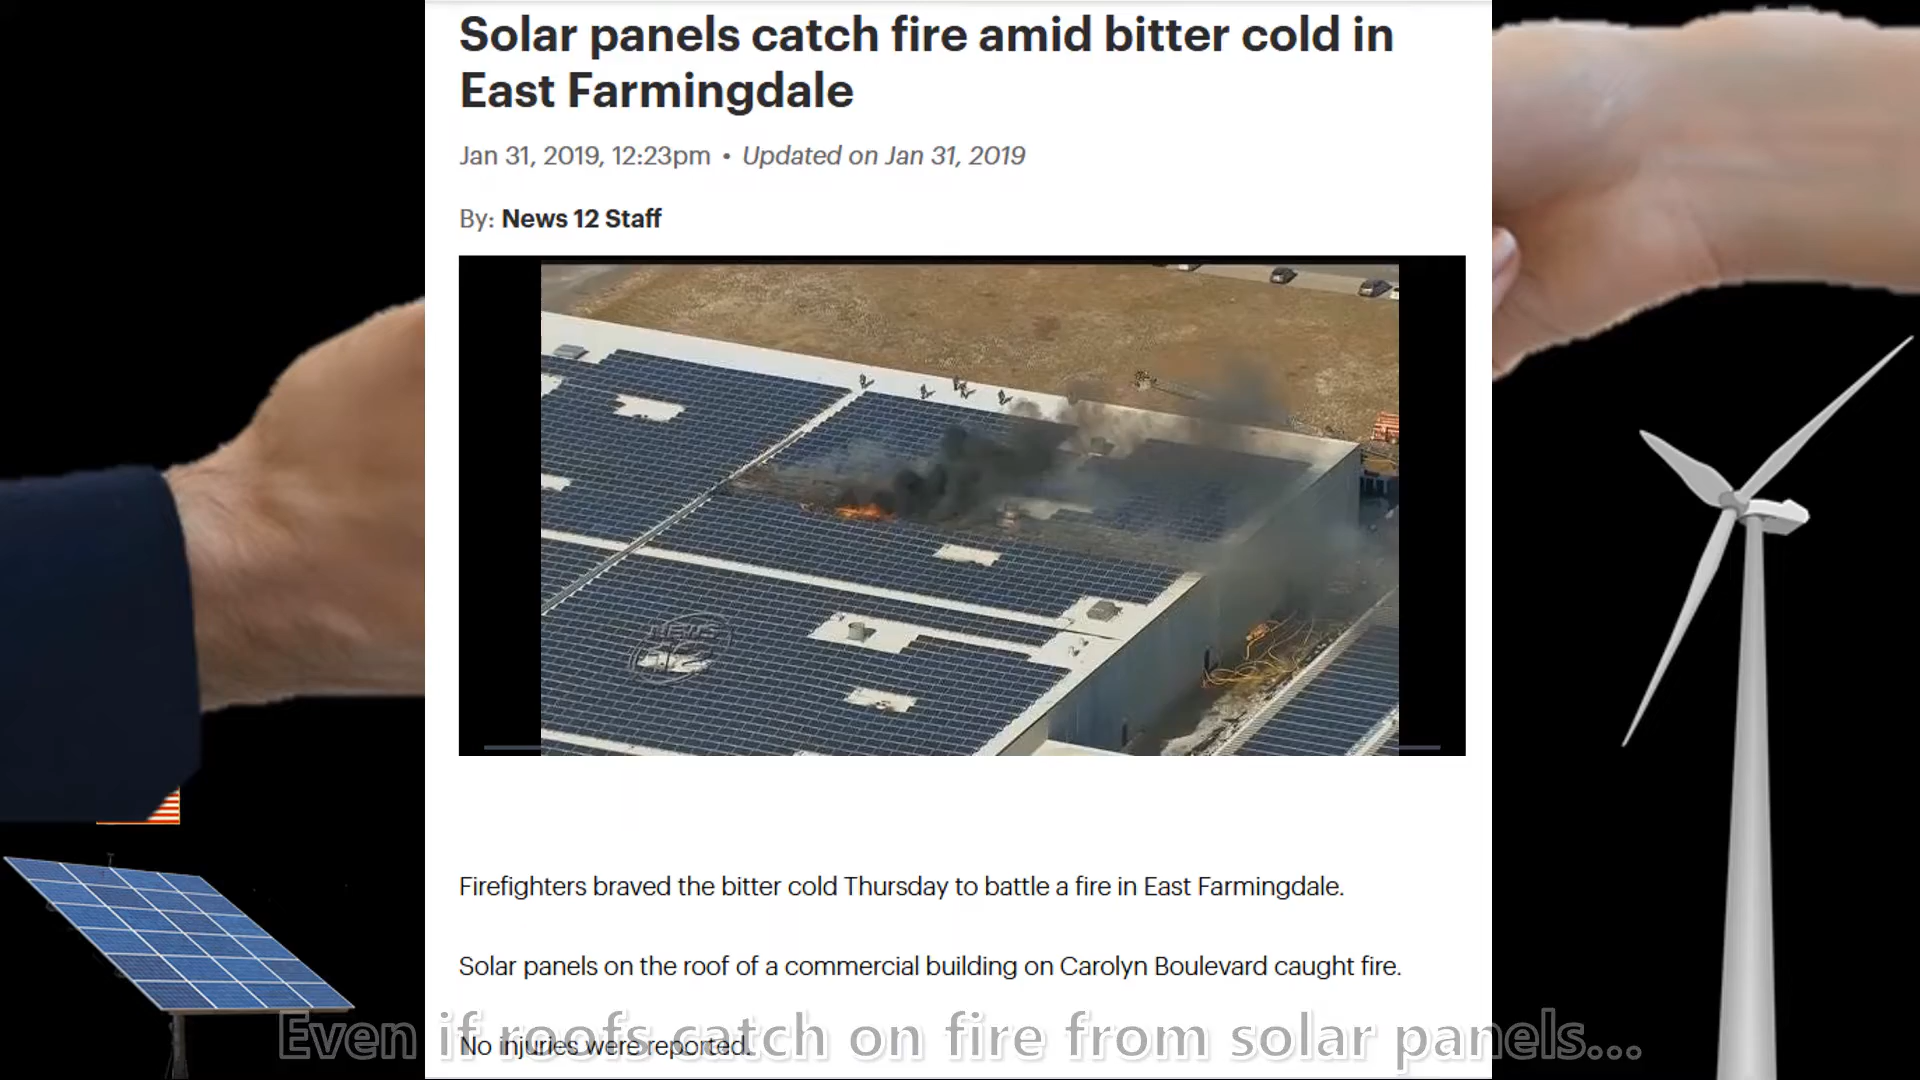 Solar panels catch fire amid bitter cold in
East Farmingdale
Jan 31, 2019, 12:23pm • Updated on Jan 31, 2019
By: News 12 Staff
NEWS
12
Firefighters braved the bitter cold Thursday to battle a fire in East Farmingdale.
Solar panels on the roof of a commercial building on Carolyn Boulevard caught fire.
No injuries were reported.
Even if roofs catch on fire from solar panels...